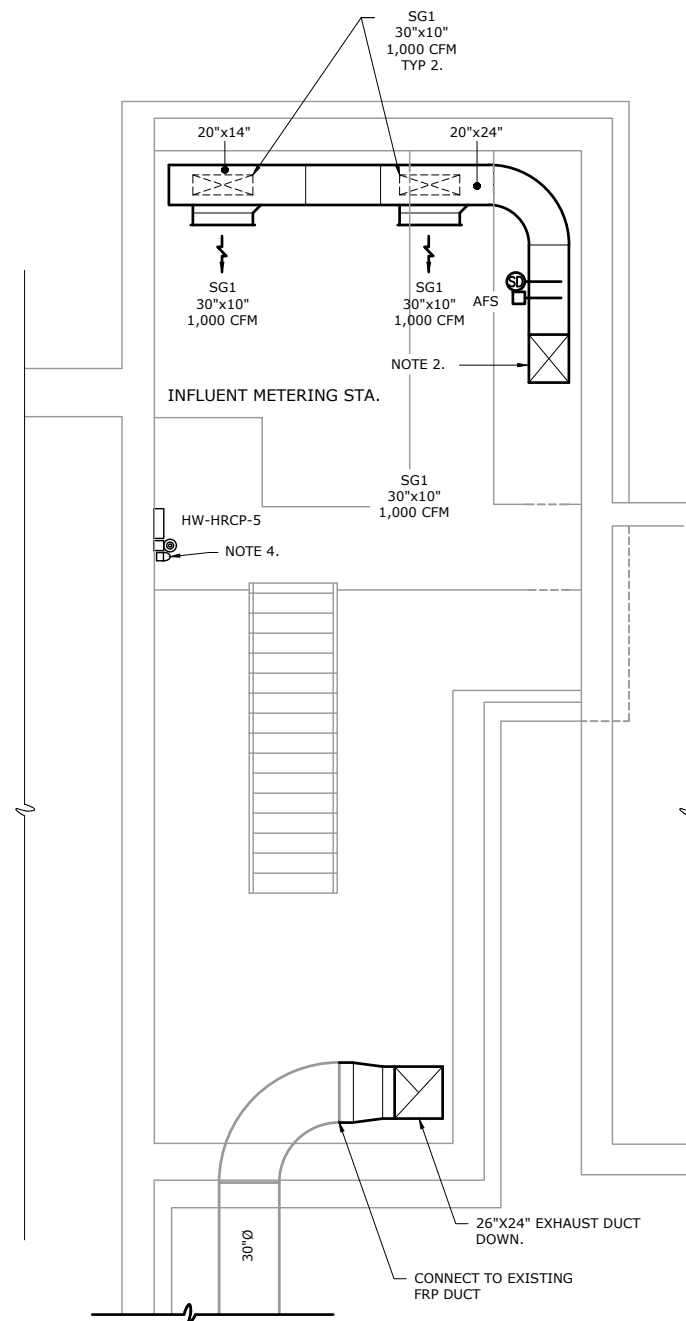 SG1
30"x10"
1,000 CFM
TYP 2.
20"x14"
20"x24"
SD
AFS
SG1
30"x10"
1,000 CFM
SG1
30"x10"
1,000 CFM
NOTE 2.
INFLUENT METERING STA.
SG1
30"x10"
1,000 CFM
HW-HRCP-5
NOTE 4.
26"X24" EXHAUST DUCT
DOWN.
30"Ø
CONNECT TO EXISTING
FRP DUCT